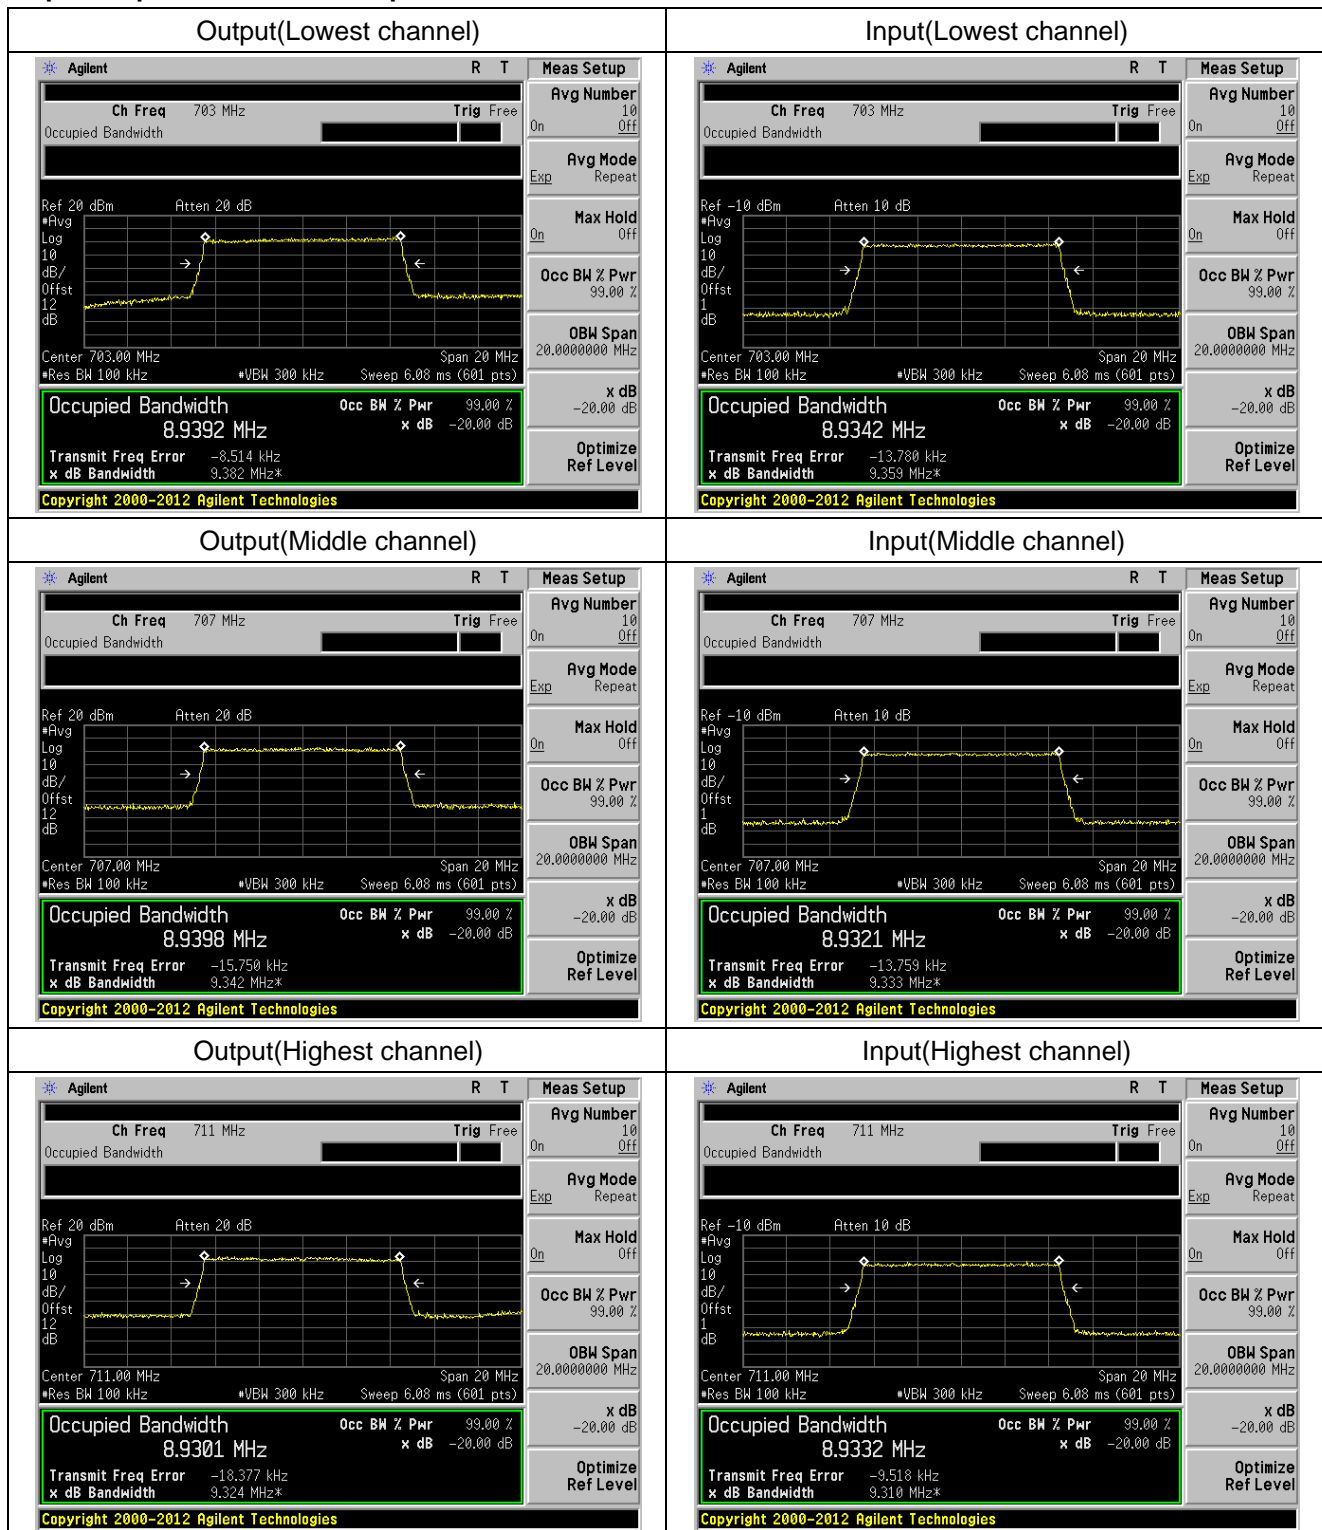 Output(Lowest channel)
Agilent R T Meas Setup
Ch Freq 703 MHz Trig Free
Occupied Bandwidth
Avg Number
10
On Off
Avg Mode
Exp Repeat
Ref 20 dBm Atten 20 dB
#Avg
Log
10
dB/
Offst
12
dB
Max Hold
On Off
Occ BW % Pwr
99.00 %
OBW Span
20.0000000 MHz
Center 703.00 MHz Span 20 MHz
#Res BW 100 kHz #VBW 300 kHz Sweep 6.08 ms (601 pts)
x dB
-20.00 dB
Optimize
Ref Level
Occupied Bandwidth Occ BW % Pwr 99.00 %
8.9392 MHz x dB -20.00 dB
Transmit Freq Error -8.514 kHz
x dB Bandwidth 9.382 MHz*
Copyright 2000-2012 Agilent Technologies
Input(Lowest channel)
Agilent R T Meas Setup
Ch Freq 703 MHz Trig Free
Occupied Bandwidth
Avg Number
10
On Off
Avg Mode
Exp Repeat
Ref -10 dBm Atten 10 dB
#Avg
Log
10
dB/
Offst
1
dB
Max Hold
On Off
Occ BW % Pwr
99.00 %
OBW Span
20.0000000 MHz
Center 703.00 MHz Span 20 MHz
#Res BW 100 kHz #VBW 300 kHz Sweep 6.08 ms (601 pts)
x dB
-20.00 dB
Optimize
Ref Level
Occupied Bandwidth Occ BW % Pwr 99.00 %
8.9342 MHz x dB -20.00 dB
Transmit Freq Error -13.780 kHz
x dB Bandwidth 9.359 MHz*
Copyright 2000-2012 Agilent Technologies
Output(Middle channel)
Agilent R T Meas Setup
Ch Freq 707 MHz Trig Free
Occupied Bandwidth
Avg Number
10
On Off
Avg Mode
Exp Repeat
Ref 20 dBm Atten 20 dB
#Avg
Log
10
dB/
Offst
12
dB
Max Hold
On Off
Occ BW % Pwr
99.00 %
OBW Span
20.0000000 MHz
Center 707.00 MHz Span 20 MHz
#Res BW 100 kHz #VBW 300 kHz Sweep 6.08 ms (601 pts)
x dB
-20.00 dB
Optimize
Ref Level
Occupied Bandwidth Occ BW % Pwr 99.00 %
8.9398 MHz x dB -20.00 dB
Transmit Freq Error -15.750 kHz
x dB Bandwidth 9.342 MHz*
Copyright 2000-2012 Agilent Technologies
Input(Middle channel)
Agilent R T Meas Setup
Ch Freq 707 MHz Trig Free
Occupied Bandwidth
Avg Number
10
On Off
Avg Mode
Exp Repeat
Ref -10 dBm Atten 10 dB
#Avg
Log
10
dB/
Offst
1
dB
Max Hold
On Off
Occ BW % Pwr
99.00 %
OBW Span
20.0000000 MHz
Center 707.00 MHz Span 20 MHz
#Res BW 100 kHz #VBW 300 kHz Sweep 6.08 ms (601 pts)
x dB
-20.00 dB
Optimize
Ref Level
Occupied Bandwidth Occ BW % Pwr 99.00 %
8.9321 MHz x dB -20.00 dB
Transmit Freq Error -13.759 kHz
x dB Bandwidth 9.333 MHz*
Copyright 2000-2012 Agilent Technologies
Output(Highest channel)
Agilent R T Meas Setup
Ch Freq 711 MHz Trig Free
Occupied Bandwidth
Avg Number
10
On Off
Avg Mode
Exp Repeat
Ref 20 dBm Atten 20 dB
#Avg
Log
10
dB/
Offst
12
dB
Max Hold
On Off
Occ BW % Pwr
99.00 %
OBW Span
20.0000000 MHz
Center 711.00 MHz Span 20 MHz
#Res BW 100 kHz #VBW 300 kHz Sweep 6.08 ms (601 pts)
x dB
-20.00 dB
Optimize
Ref Level
Occupied Bandwidth Occ BW % Pwr 99.00 %
8.9301 MHz x dB -20.00 dB
Transmit Freq Error -18.377 kHz
x dB Bandwidth 9.324 MHz*
Copyright 2000-2012 Agilent Technologies
Input(Highest channel)
Agilent R T Meas Setup
Ch Freq 711 MHz Trig Free
Occupied Bandwidth
Avg Number
10
On Off
Avg Mode
Exp Repeat
Ref -10 dBm Atten 10 dB
#Avg
Log
10
dB/
Offst
1
dB
Max Hold
On Off
Occ BW % Pwr
99.00 %
OBW Span
20.0000000 MHz
Center 711.00 MHz Span 20 MHz
#Res BW 100 kHz #VBW 300 kHz Sweep 6.08 ms (601 pts)
x dB
-20.00 dB
Optimize
Ref Level
Occupied Bandwidth Occ BW % Pwr 99.00 %
8.9332 MHz x dB -20.00 dB
Transmit Freq Error -9.518 kHz
x dB Bandwidth 9.310 MHz*
Copyright 2000-2012 Agilent Technologies